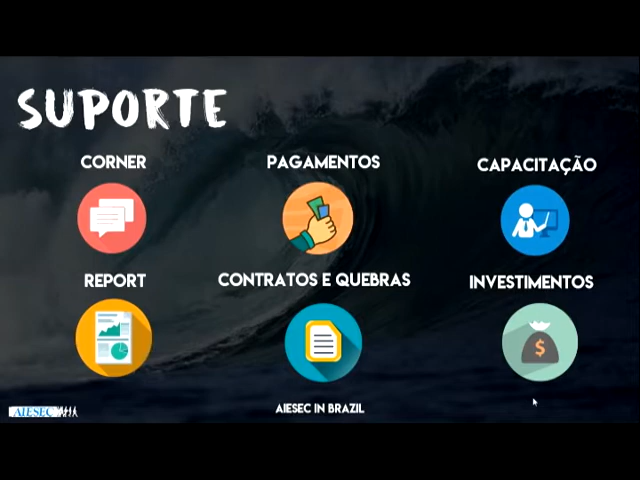 SUPORTE
CORNER
PAGAMENTOS
CAPACITAÇÃO
REPORT
CONTRATOS E QUEBRAS
INVESTIMENTOS
$
AIESEC
AIESEC IN BRAZIL